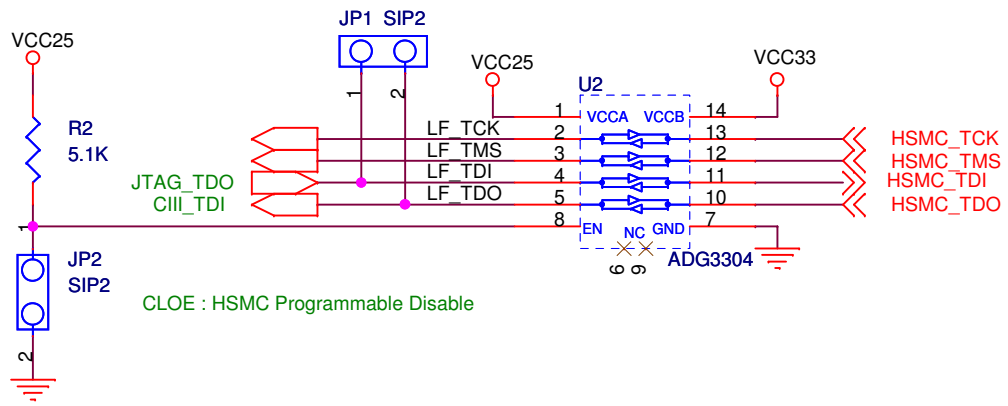 JP1 SIP2
VCC25
VCC25
VCC33
U2
1
2
R2
5.1K
1
VCCA
VCCB
14
LF_TCK
2
13
HSMC_TCK
LF_TMS
3
12
HSMC_TMS
JTAG_TDO
LF_TDI
4
11
HSMC_TDI
CIII_TDI
LF_TDO
5
10
HSMC_TDO
1
8
EN
NC
GND
7
JP2
SIP2
6
9
ADG3304
CLOE : HSMC Programmable Disable
2